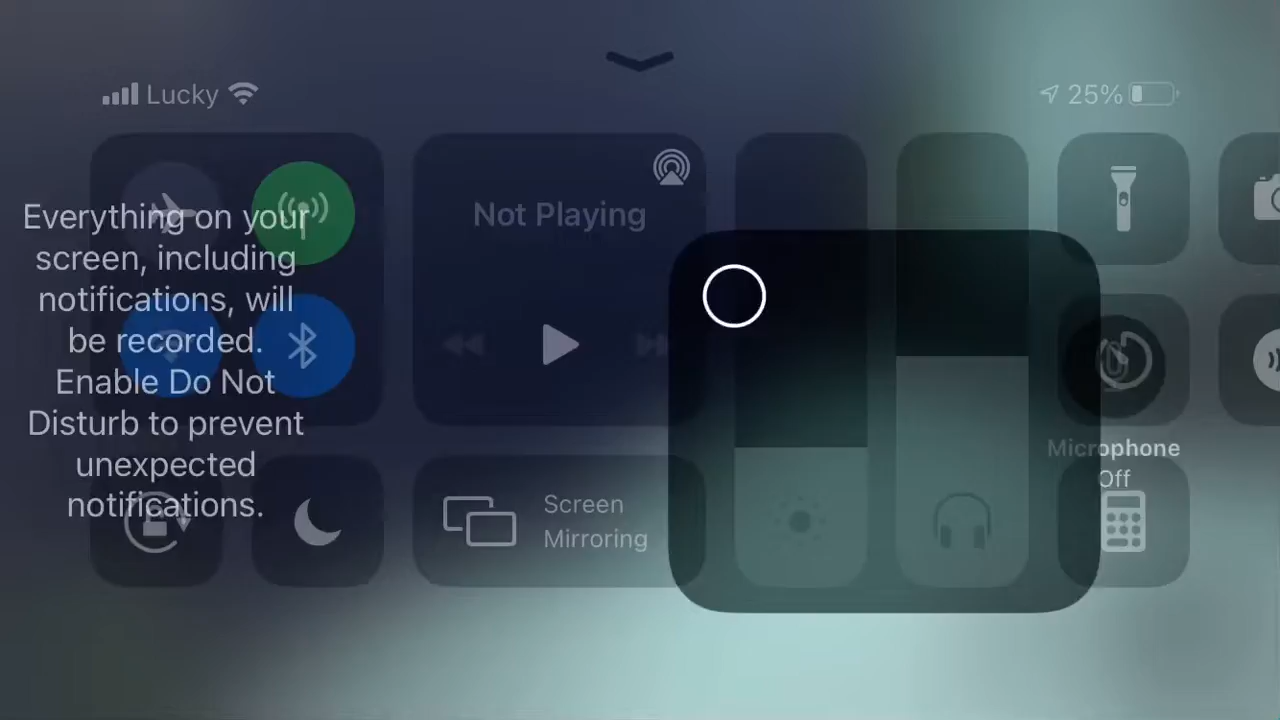 Lucky
25%
Not Playing
Everything on your
screen, including
notifications, will
be recorded.
Enable Do Not
Disturb to prevent
unexpected
notifications.
Screen
Mirroring
Microphone
Off